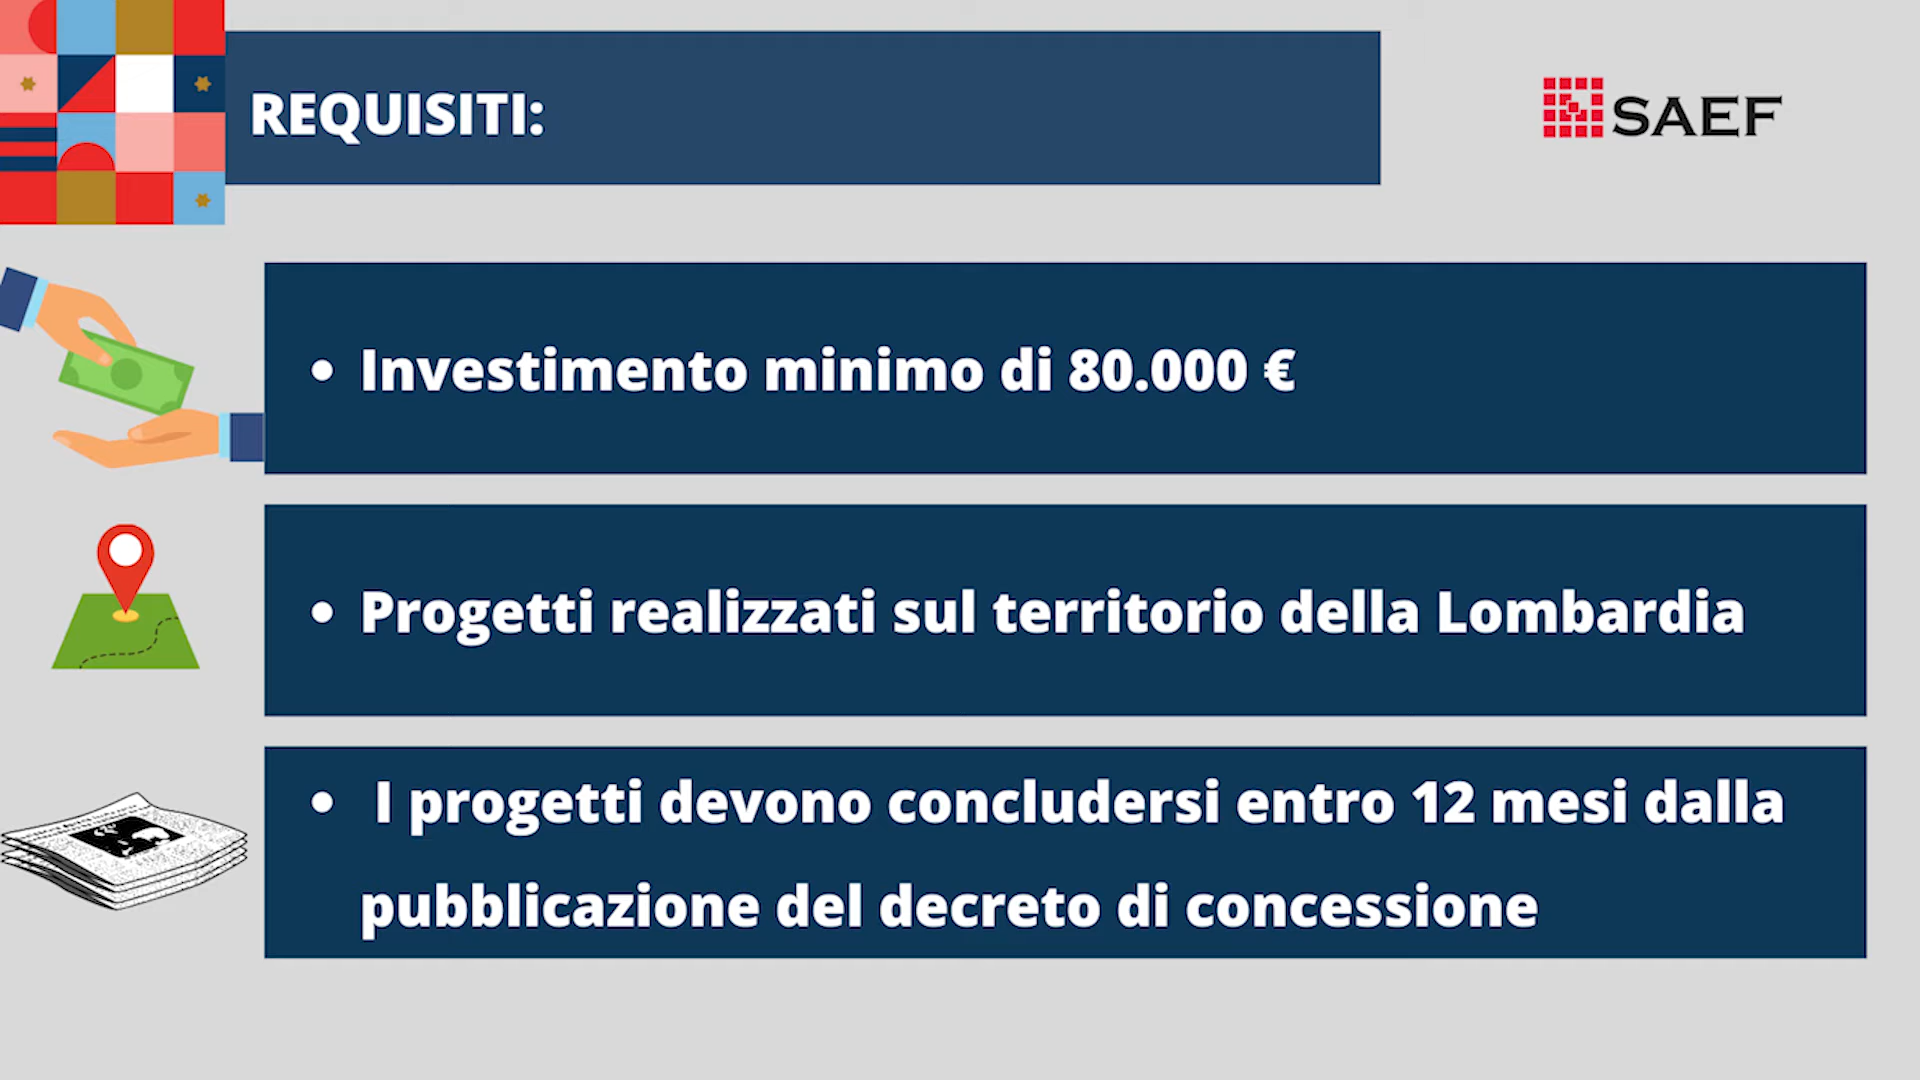 REQUISITI:
SAEF
• Investimento minimo di 80.000 €
• Progetti realizzati sul territorio della Lombardia
• I progetti devono concludersi entro 12 mesi dalla
pubblicazione del decreto di concessione